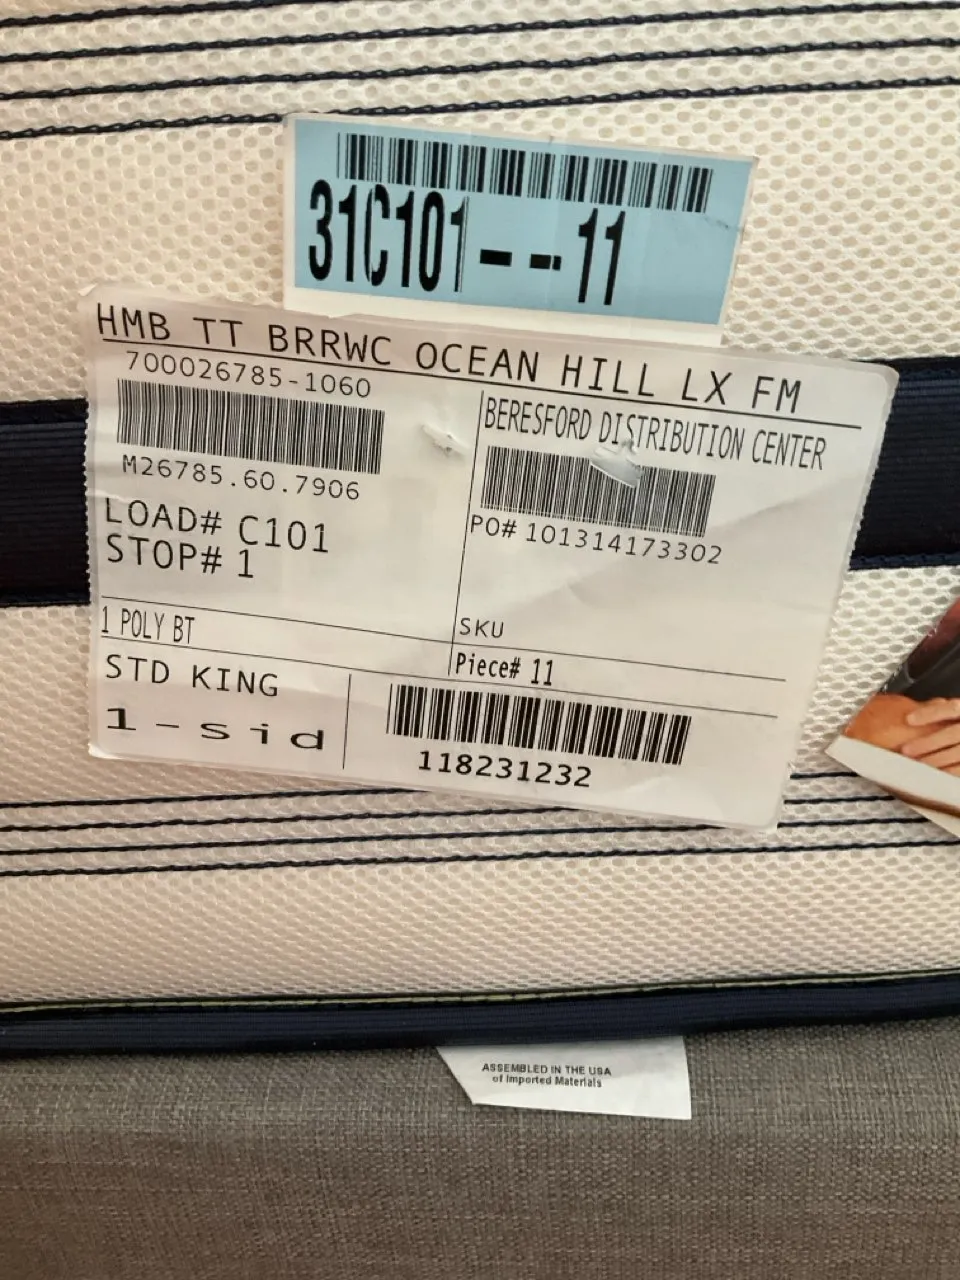 31C101--11
HMB TT BRRWC OCEAN HILL LX FM
700026785-1060
M26785.60.7906
LOAD# C101
STOP# 1
BERESFORD DISTRIBUTION CENTER
PO# 101314173302
1 POLY BT
SKU
Piece# 11
STD KING
1-sid
118231232
ASSEMBLED IN THE USA
of Imported Materials